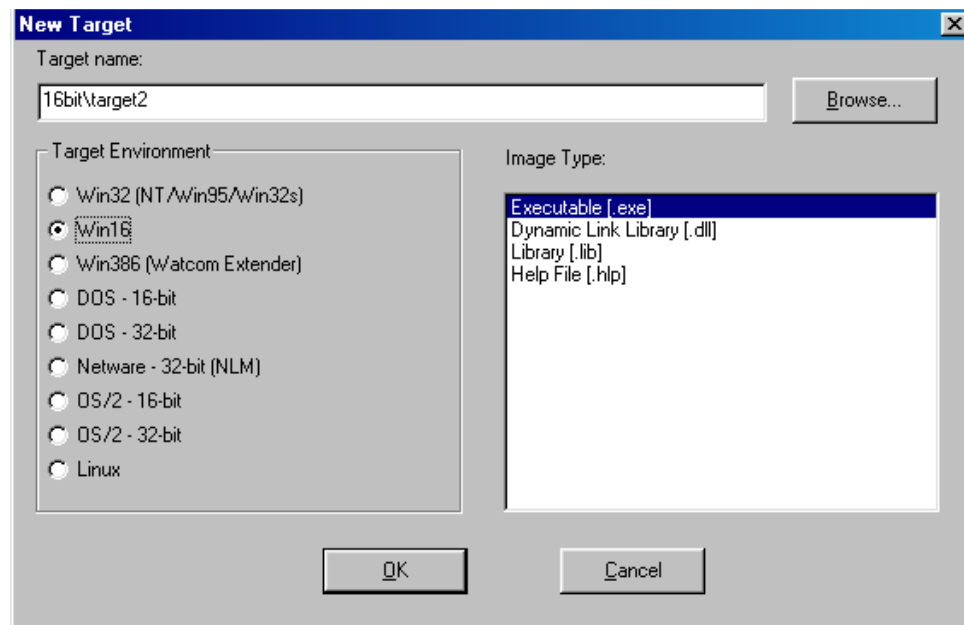 New Target
Target name:
16bit\target2
Browse...
Target Environment
Win32 (NT/Win95/Win32s)
Win16
Win386 (Watcom Extender)
DOS - 16-bit
DOS - 32-bit
Netware - 32-bit (NLM)
OS/2 - 16-bit
OS/2 - 32-bit
Linux
Image Type:
Executable [.exe]
Dynamic Link Library [.dll]
Library [.lib]
Help File [.hlp]
OK
Cancel